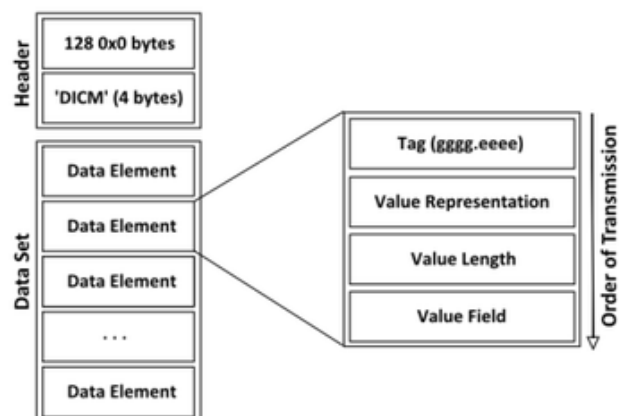 Header
128 0x0 bytes
'DICM' (4 bytes)
Data Set
Data Element
Data Element
Data Element
...
Data Element
Tag (gggg.eeee)
Value Representation
Value Length
Value Field
Order of Transmission